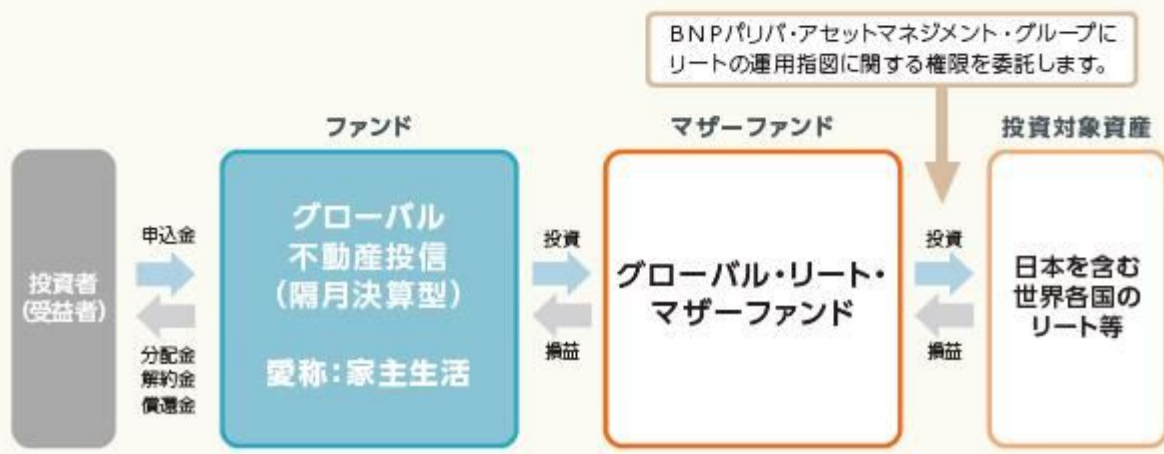 BNPパリバ・アセットマネジメント・グループに
リートの運用指図に関する権限を委託します。
ファンド
マザーファンド
投資対象資産
投資者
(受益者)
申込金
分配金
解約金
償還金
グローバル
不動産投信
(隔月決算型)
愛称:家主生活
投資
損益
グローバル・リート・
マザーファンド
投資
損益
日本を含む
世界各国の
リート等